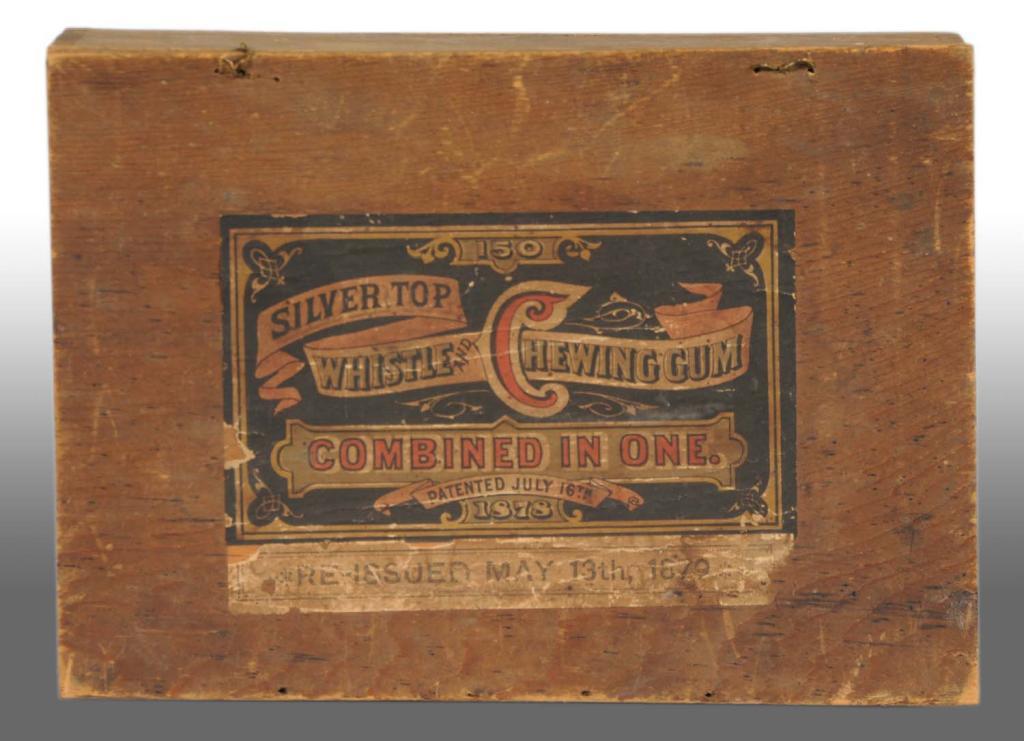 150
SILVER TOP
WHISTLE AND CHEWING GUM
COMBINED IN ONE.
PATENTED JULY 16TH
1878
RE-ISSUED MAY 13th, 1879